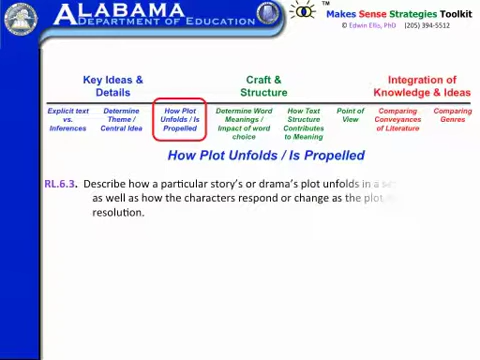 ALABAMA
DEPARTMENT OF EDUCATION
™
Makes Sense Strategies Toolkit
© Edwin Ellis, PhD (205) 394-5512
Key Ideas &
Details
Craft &
Structure
Integration of
Knowledge & Ideas
Explicit text
vs.
Inferences
Determine
Theme /
Central Idea
How Plot
Unfolds / Is
Propelled
Determine Word
Meanings /
Impact of word
choice
How Text
Structure
Contributes
to Meaning
Point of
View
Comparing
Conveyances
of Literature
Comparing
Genres
How Plot Unfolds / Is Propelled
RL.6.3. Describe how a particular story's or drama's plot unfolds in a
as well as how the characters respond or change as the plot
resolution.